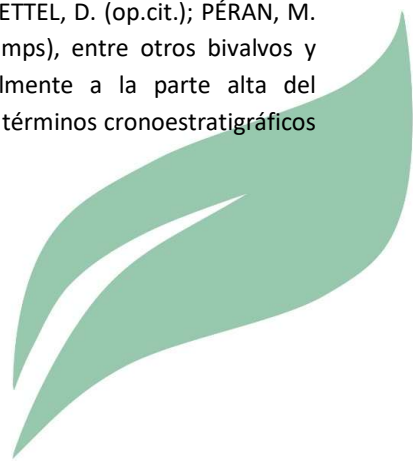 ETTEL, D. (op.cit.); PÉRAN, M.
mps), entre otros bivalvos y
lmente a la parte alta del
términos cronoestratigráficos